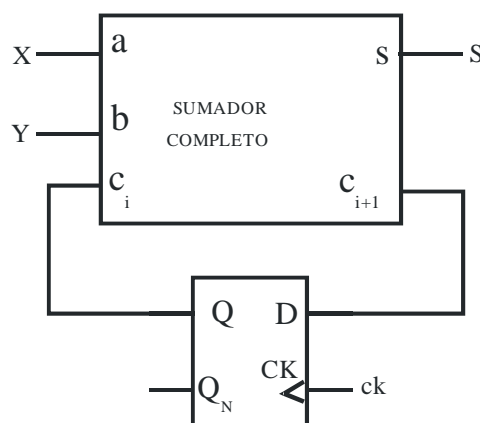 X a s S
SUMADOR
Y b
COMPLETO
c i c i+1
Q D
CK
Q N ck